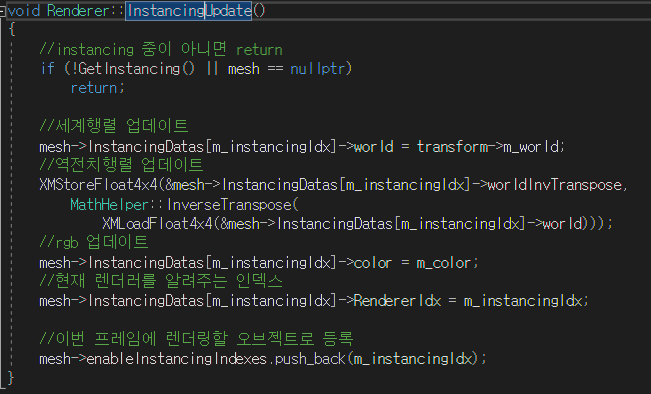 void Renderer::InstancingUpdate()
{
//instancing 중이 아니면 return
if (!GetInstancing() || mesh == nullptr)
return;
//세계행렬 업데이트
mesh->InstancingDatas[m_instancingIdx]->world = transform->m_world;
//역전치행렬 업데이트
XMStoreFloat4x4(&mesh->InstancingDatas[m_instancingIdx]->worldInvTranspose,
MathHelper::InverseTranspose(
XMLoadFloat4x4(&mesh->InstancingDatas[m_instancingIdx]->world)));
//rgb 업데이트
mesh->InstancingDatas[m_instancingIdx]->color = m_color;
//현재 렌더러를 알려주는 인덱스
mesh->InstancingDatas[m_instancingIdx]->RendererIdx = m_instancingIdx;
//이번 프레임에 렌더링할 오브젝트로 등록
mesh->enableInstancingIndexes.push_back(m_instancingIdx);
}